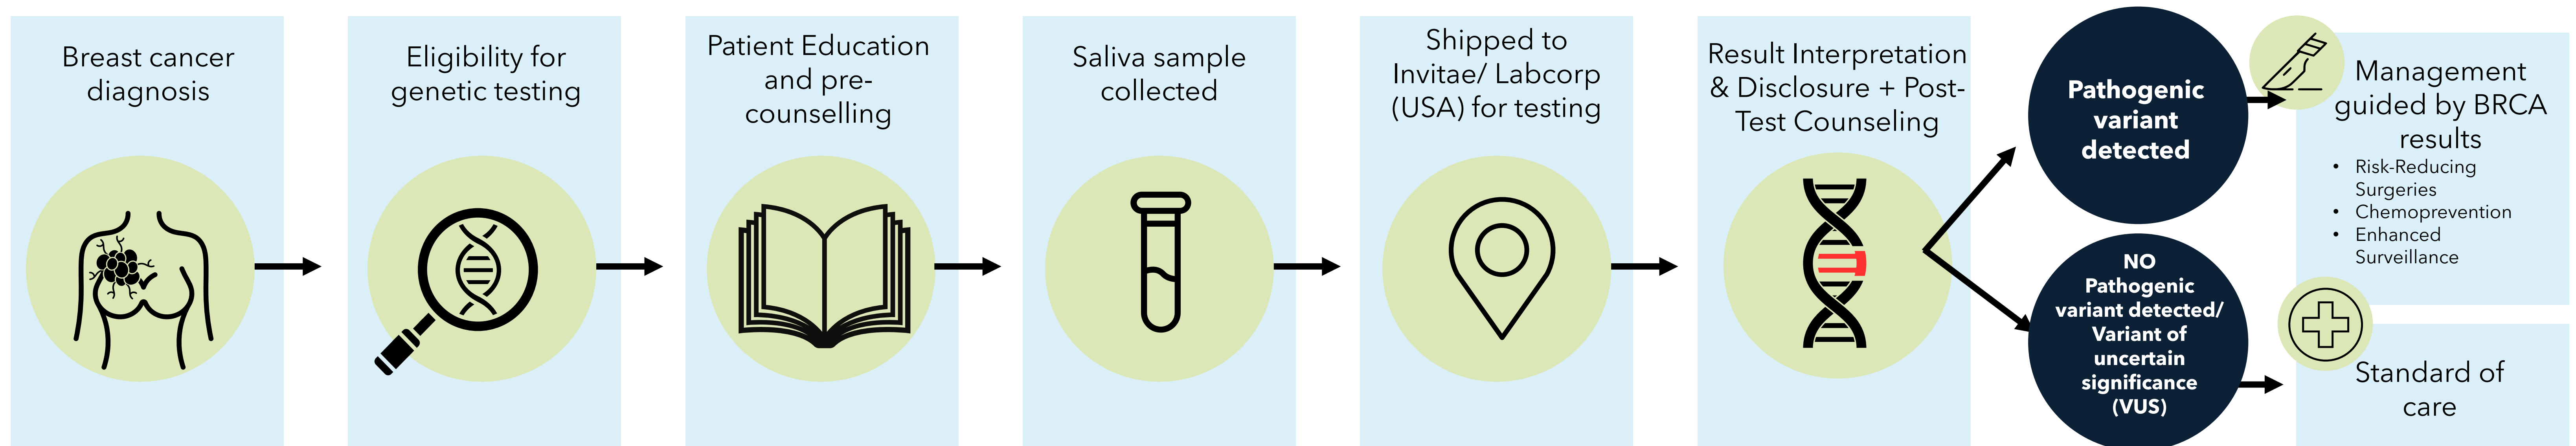 Breast cancer
diagnosis
Eligibility for
genetic testing
Patient Education
and pre-
counselling
Saliva sample
collected
Shipped to
Invitae/ Labcorp
(USA) for testing
Result Interpretation
& Disclosure + Post-
Test Counseling
Pathogenic
variant
detected
Management
guided by BRCA
results
• Risk-Reducing
Surgeries
• Chemoprevention
• Enhanced
Surveillance
NO
Pathogenic
variant detected/
Variant of
uncertain
significance
(VUS)
Standard of
care